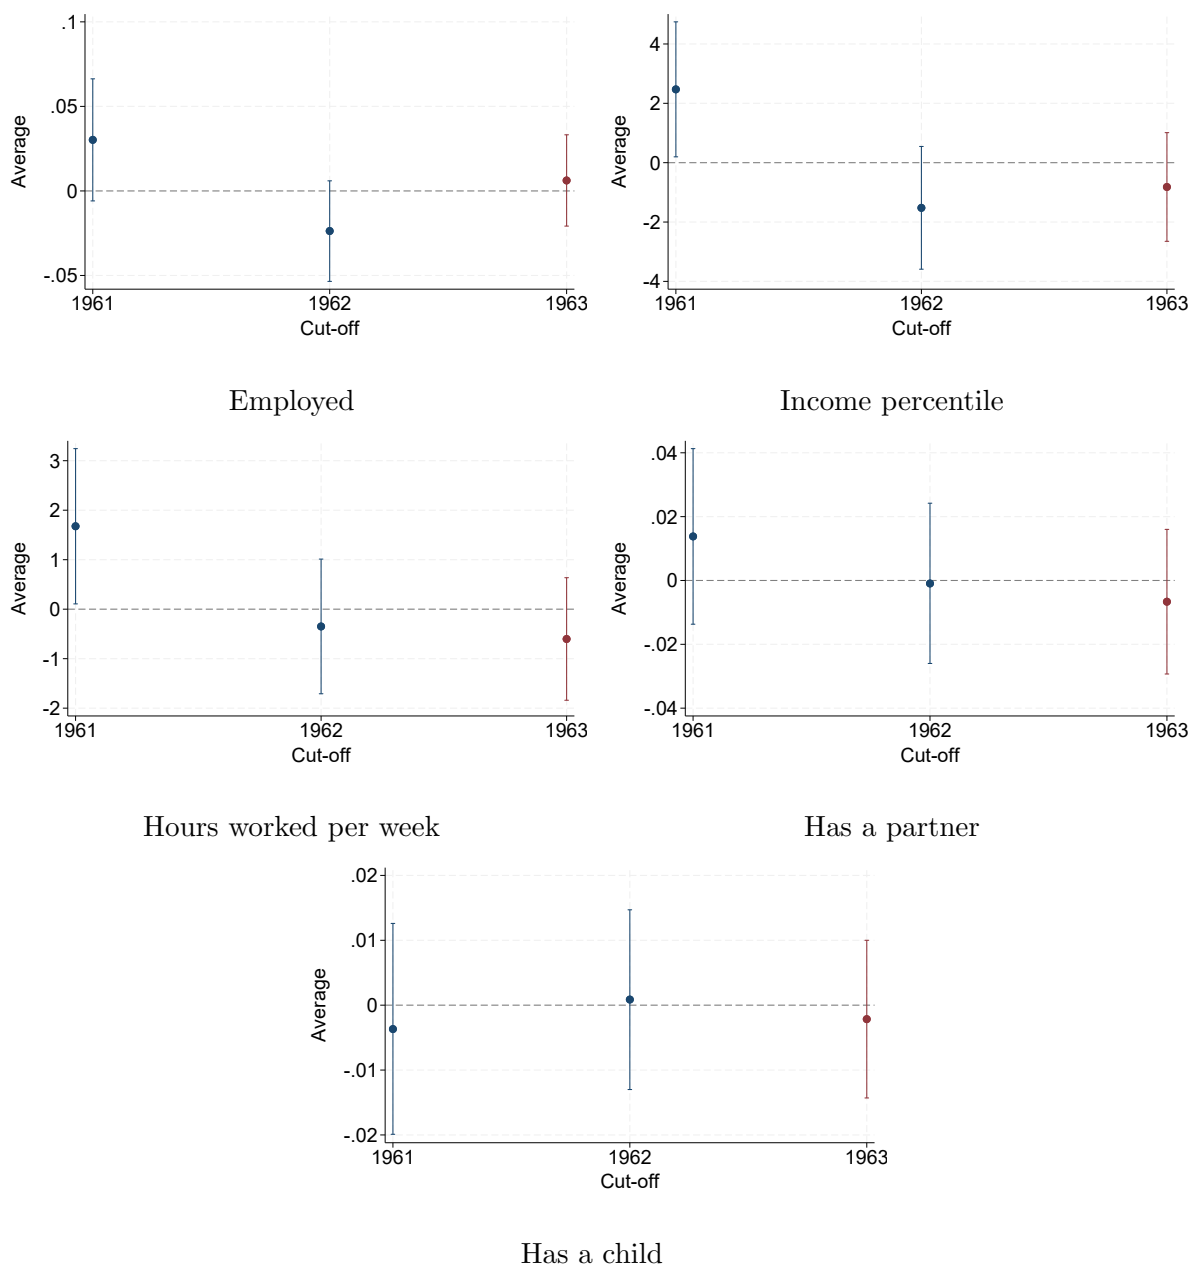 .1
.05
0
-.05
Average
1961
1962
1963
Cut-off
Employed
4
2
0
-2
-4
Average
1961
1962
1963
Cut-off
Income percentile
3
2
1
0
-1
-2
Average
1961
1962
1963
Cut-off
Hours worked per week
.04
.02
0
-.02
-.04
Average
1961
1962
1963
Cut-off
Has a partner
.02
.01
0
-.01
-.02
Average
1961
1962
1963
Cut-off
Has a child